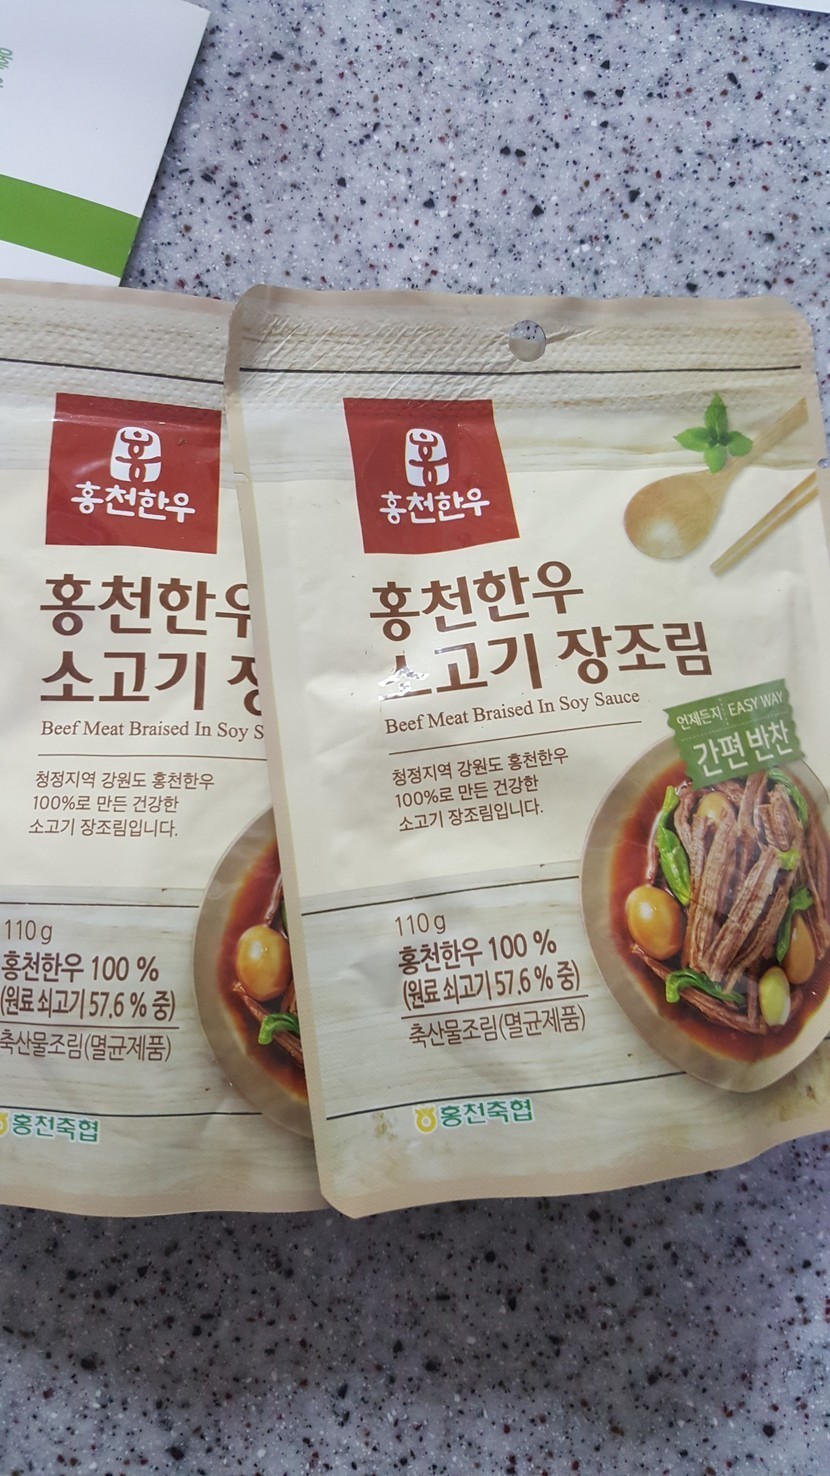 홍천한우
홍천한우
소고기 장
Beef Meat Braised In Soy S
청정지역 강원도 홍천한우
100%로 만든 건강한
소고기 장조림입니다.
110 g
홍천한우 100 %
(원료 쇠고기 57.6 % 중)
축산물조림(멸균제품)
홍천축협
홍
홍천한우
홍천한우
소고기 장조림
Beef Meat Braised In Soy Sauce
언제든지 EASY WAY
간편 반찬
청정지역 강원도 홍천한우
100%로 만든 건강한
소고기 장조림입니다.
110 g
홍천한우 100 %
(원료 쇠고기 57.6 % 중)
축산물조림(멸균제품)
홍천축협